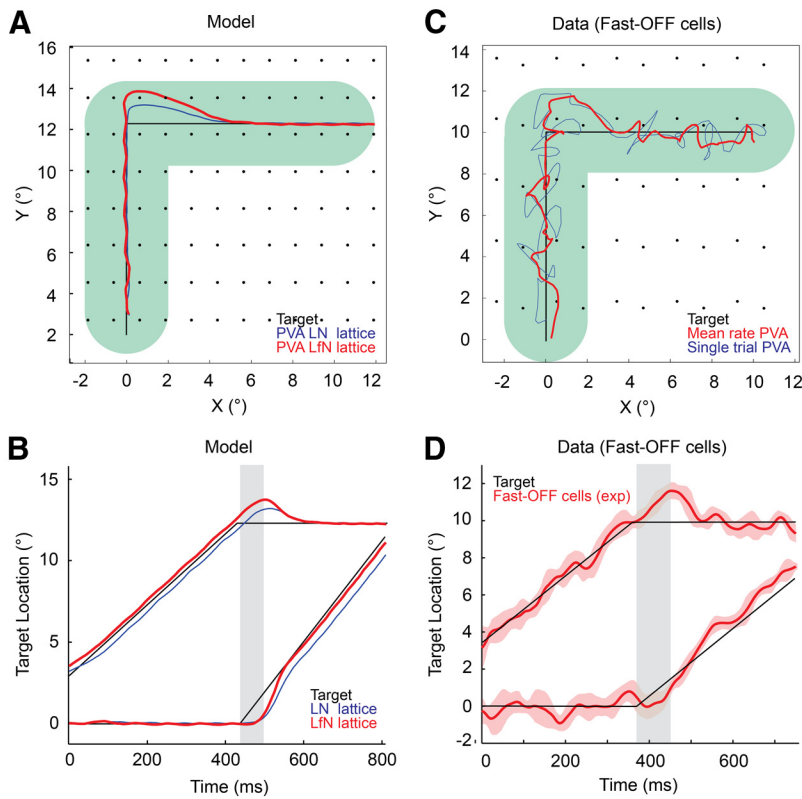 A
Model
16
14
12
10
8
6
4
2
Y (°)
Target
PVA LN lattice
PVA LfN lattice
0
2
4
6
8
10
12
X (°)
C
Data (Fast-OFF cells)
14
12
10
8
6
4
2
0
Y (°)
Target
Mean rate PVA
Single trial PVA
-2
0
2
4
6
8
10
12
X (°)
B
Model
15
10
5
0
Target Location (°)
Target
LN lattice
LfN lattice
0
200
400
600
800
Time (ms)
D
Data (Fast-OFF cells)
Target
Fast-OFF cells (exp)
12
10
8
6
4
2
0
-2
Target Location (°)
0
200
400
600
Time (ms)